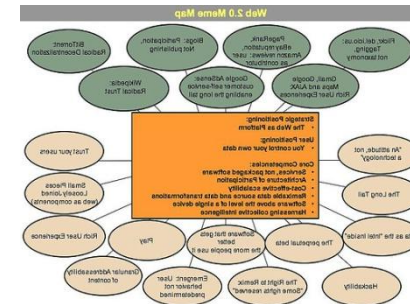 Web 2.0 Meme Map
Flickr, del.icio.us:
Tagging,
not taxonomy
PageRank,
eBay reputation,
Amazon reviews: user
as contributor
Blogs: Participation,
Not publishing
BitTorrent:
Radical Decentralization
Gmail, Google
Maps and AJAX:
Rich User Experiences
Google AdSense:
customer self-service
enabling the long tail
Wikipedia:
Radical Trust
Strategic Positioning:
• The Web as Platform
User Positioning:
• You control your own data
Core Competencies:
• Services, not packaged software
• Architecture of Participation
• Cost-effective scalability
• Remixable data source and data transformations
• Software above the level of a single device
• Harnessing collective intelligence
"An attitude, not
a technology"
The Long Tail
as the "Intel Inside"
Hackability
The perpetual beta
The Right to Remix
"Some rights reserved"
Software that gets
better
the more people use it
Emergent: User
behavior not
predetermined
Play
Granular Addressability
of content
Rich User Experience
Small Pieces
Loosely Joined
(web as components)
Trust your users